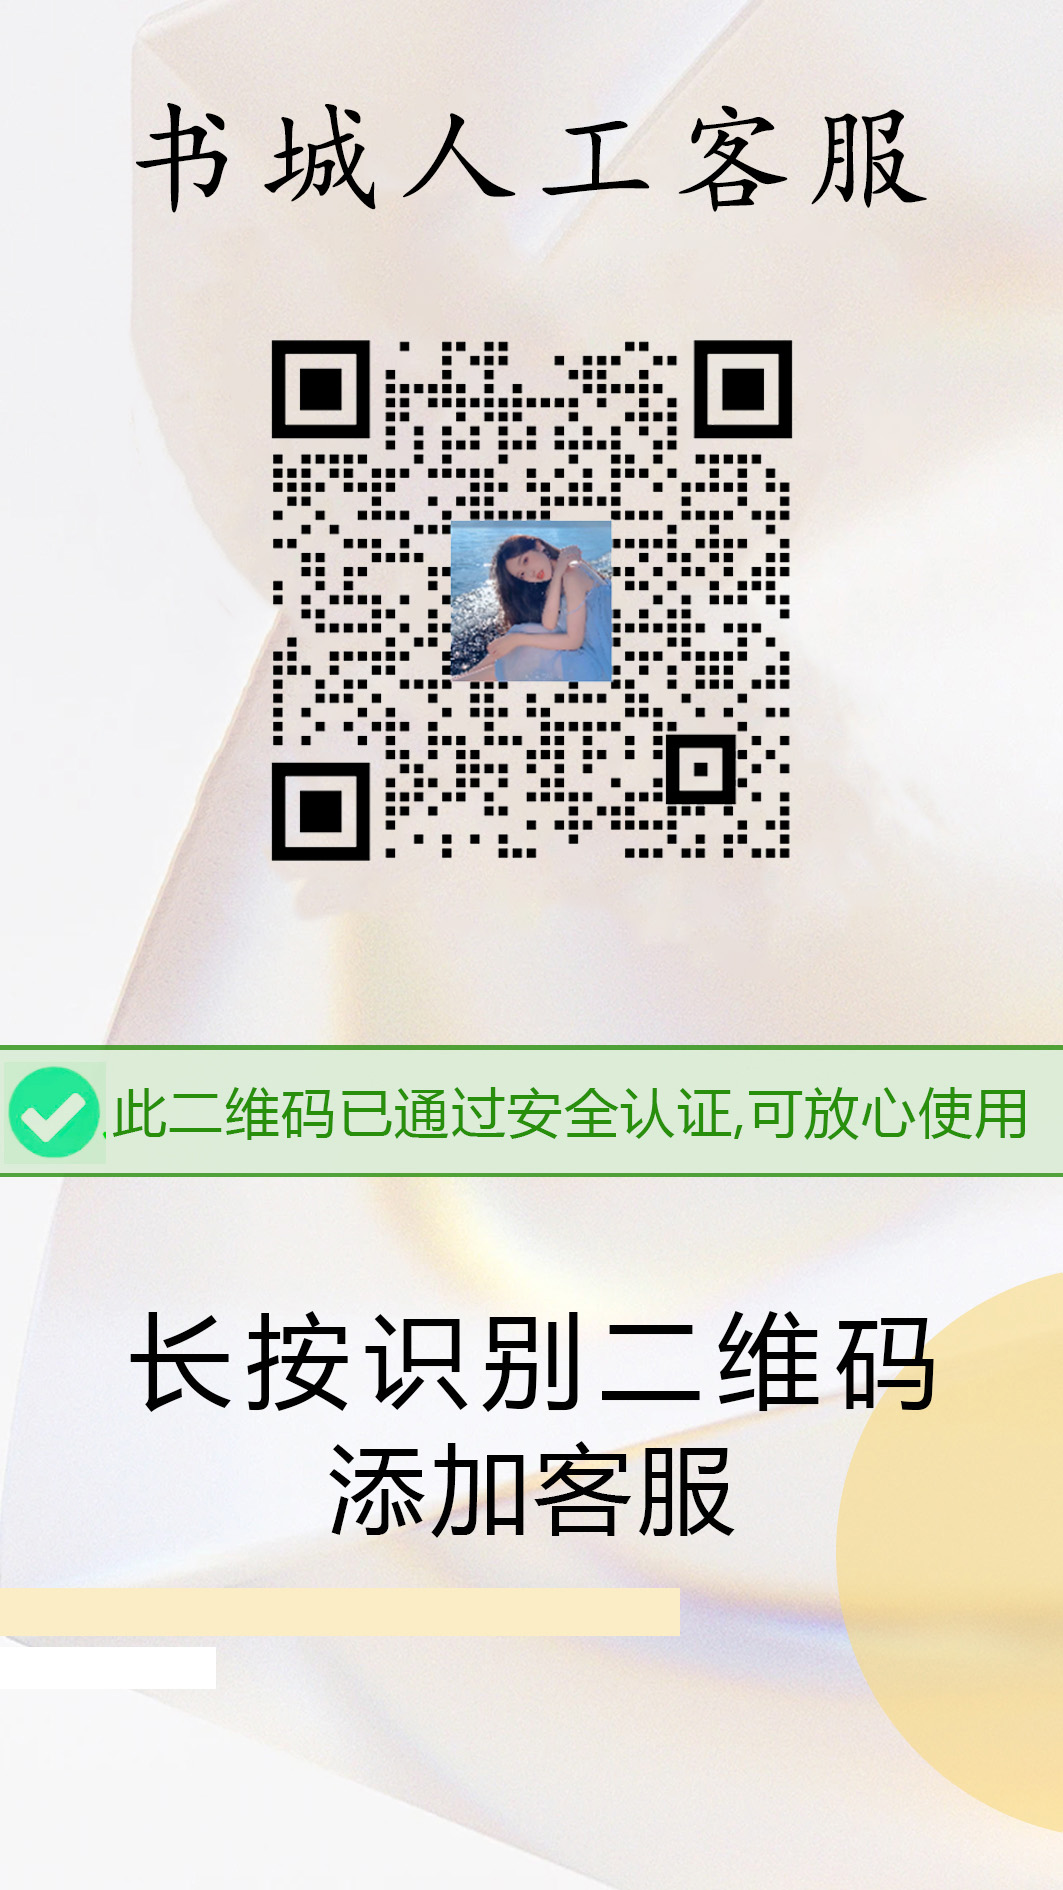 书城人工客服
此二维码已通过安全认证,可放心使用
长按识别二维码
添加客服